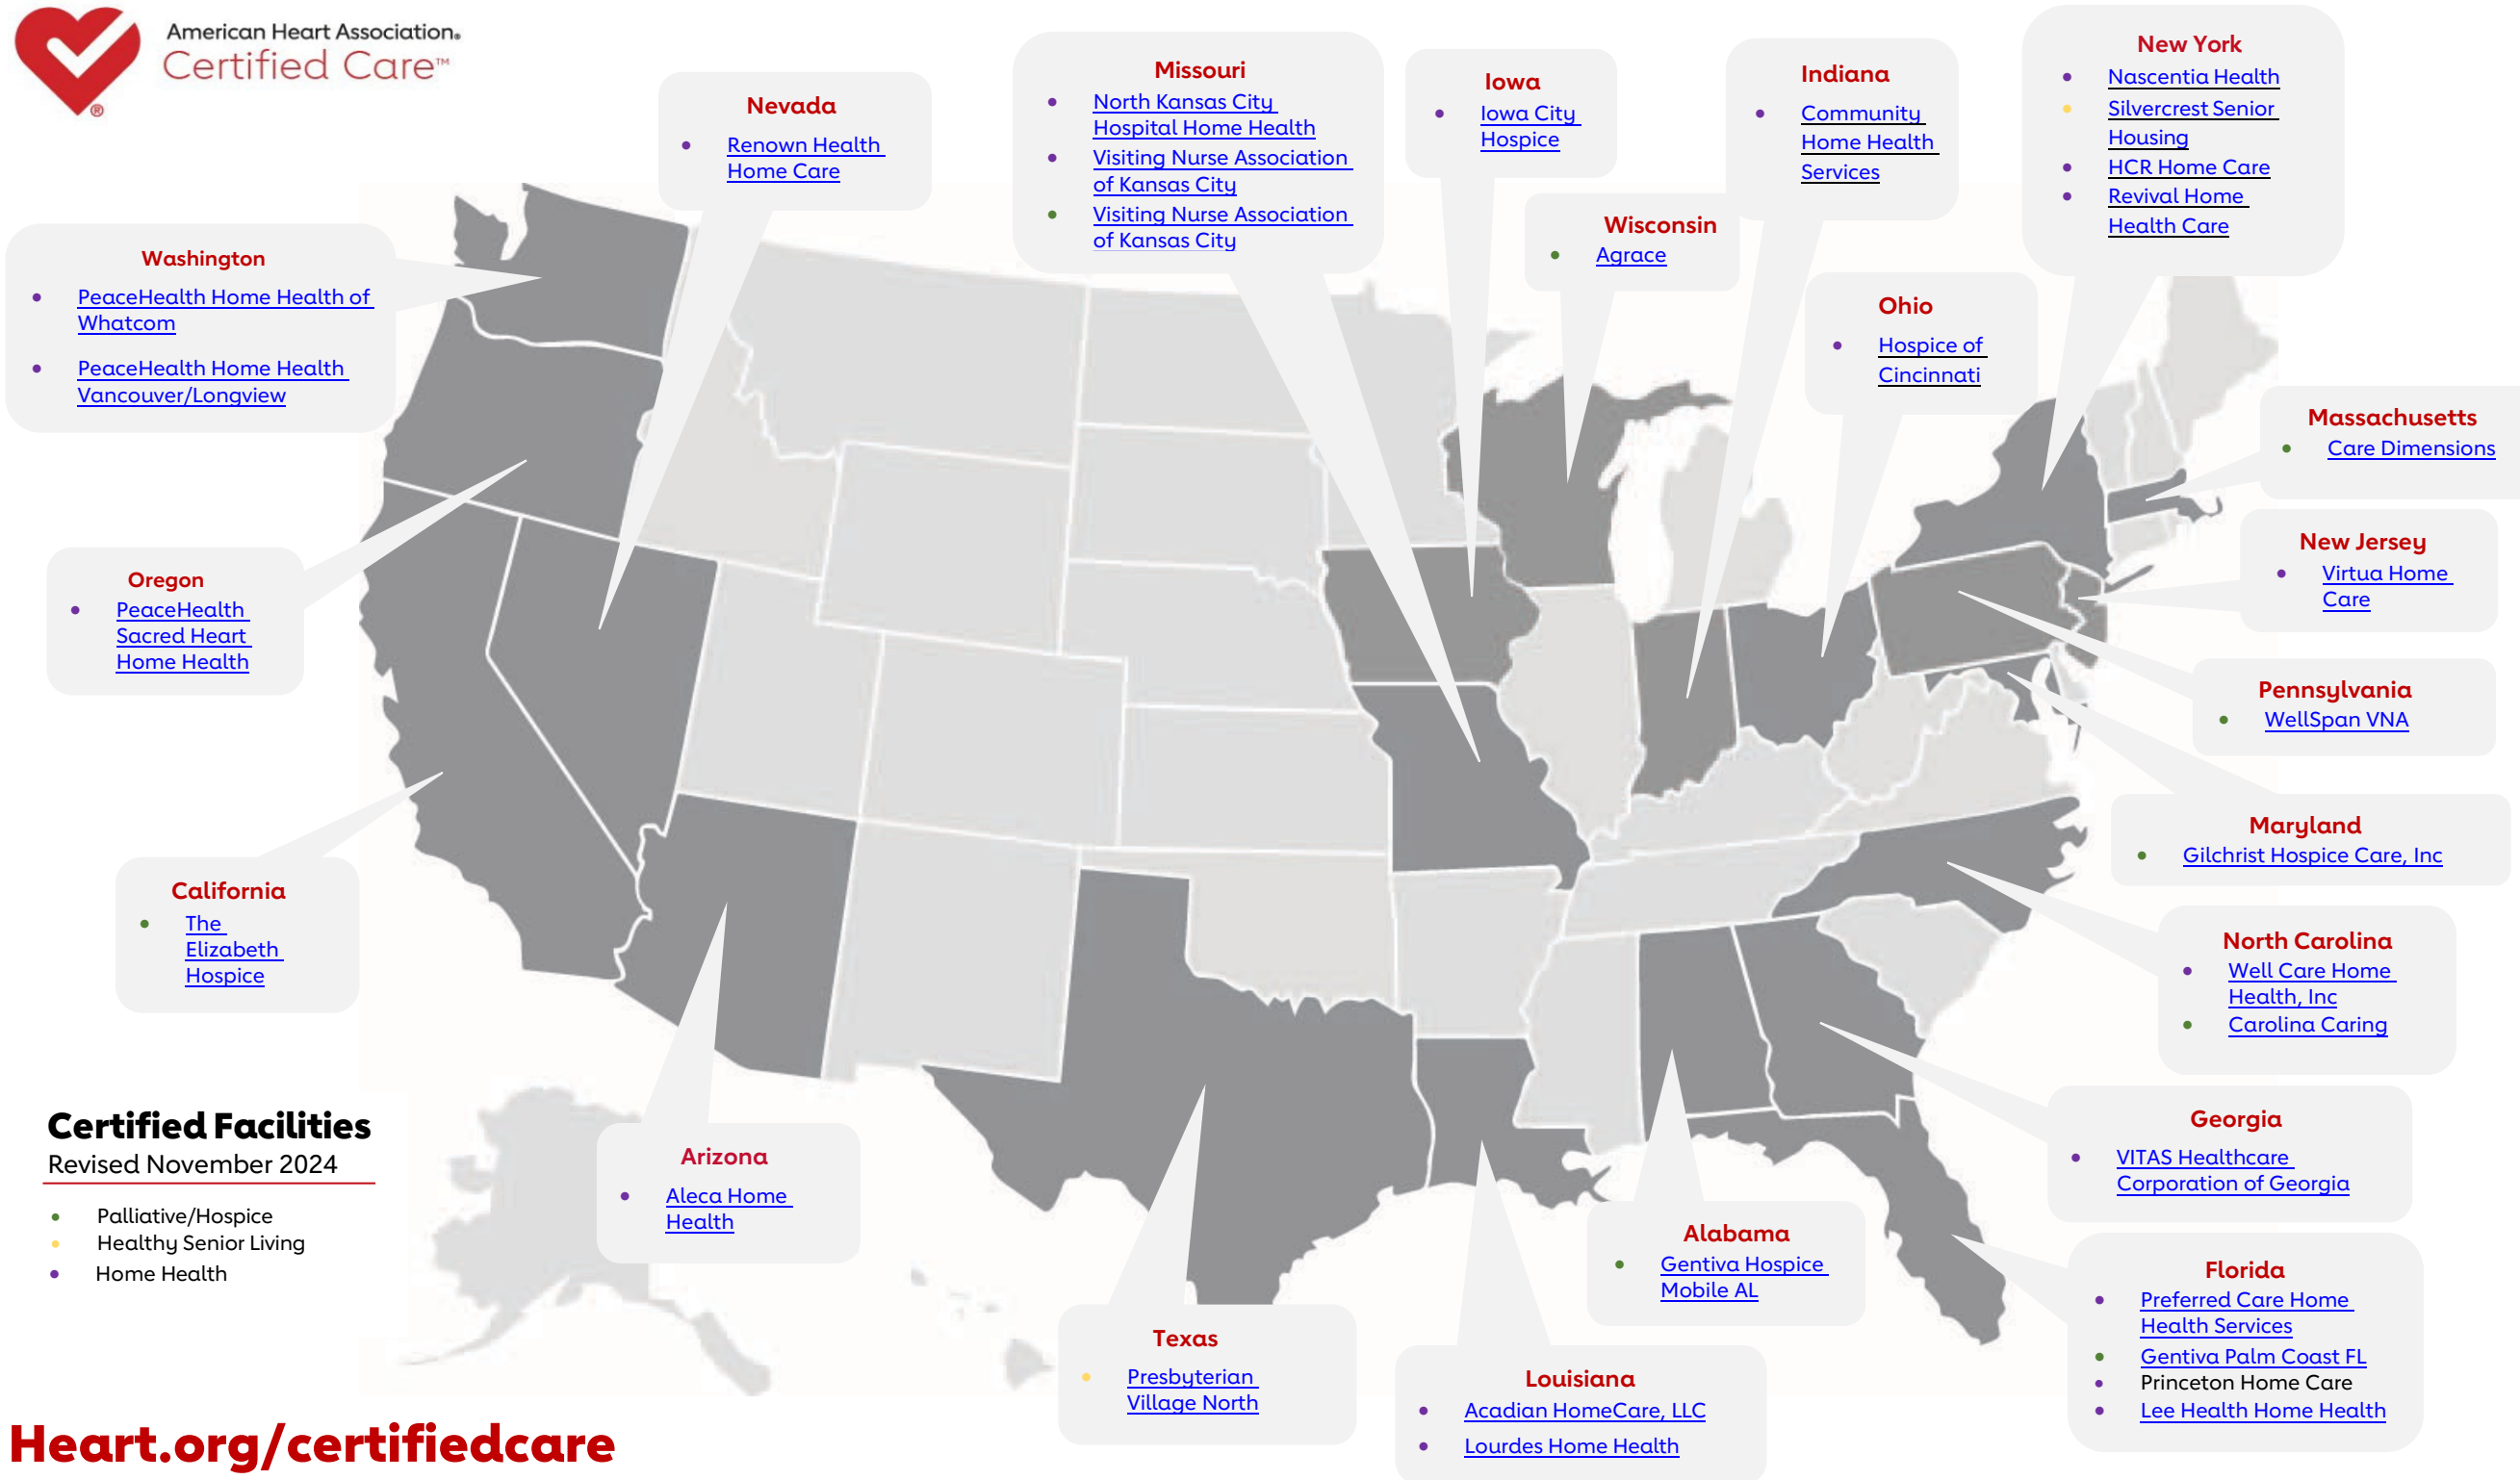 American Heart Association®
Certified Care™
®
Nevada
• Renown Health
Home Care
Missouri
• North Kansas City
Hospital Home Health
• Visiting Nurse Association
of Kansas City
• Visiting Nurse Association
of Kansas City
Iowa
• Iowa City
Hospice
Indiana
• Community
Home Health
Services
New York
• Nascentia Health
• Silvercrest Senior
Housing
• HCR Home Care
• Revival Home
Health Care
Washington
• PeaceHealth Home Health of
Whatcom
• PeaceHealth Home Health
Vancouver/Longview
Wisconsin
• Agrace
Ohio
• Hospice of
Cincinnati
Massachusetts
• Care Dimensions
New Jersey
• Virtua Home
Care
Oregon
• PeaceHealth
Sacred Heart
Home Health
Pennsylvania
• WellSpan VNA
Maryland
• Gilchrist Hospice Care, Inc
California
• The
Elizabeth
Hospice
North Carolina
• Well Care Home
Health, Inc
• Carolina Caring
Georgia
• VITAS Healthcare
Corporation of Georgia
Certified Facilities
Revised November 2024
• Palliative/Hospice
• Healthy Senior Living
• Home Health
Arizona
• Aleca Home
Health
Alabama
• Gentiva Hospice
Mobile AL
Florida
• Preferred Care Home
Health Services
• Gentiva Palm Coast FL
• Princeton Home Care
• Lee Health Home Health
Texas
• Presbyterian
Village North
Louisiana
• Acadian HomeCare, LLC
• Lourdes Home Health
Heart.org/certifiedcare